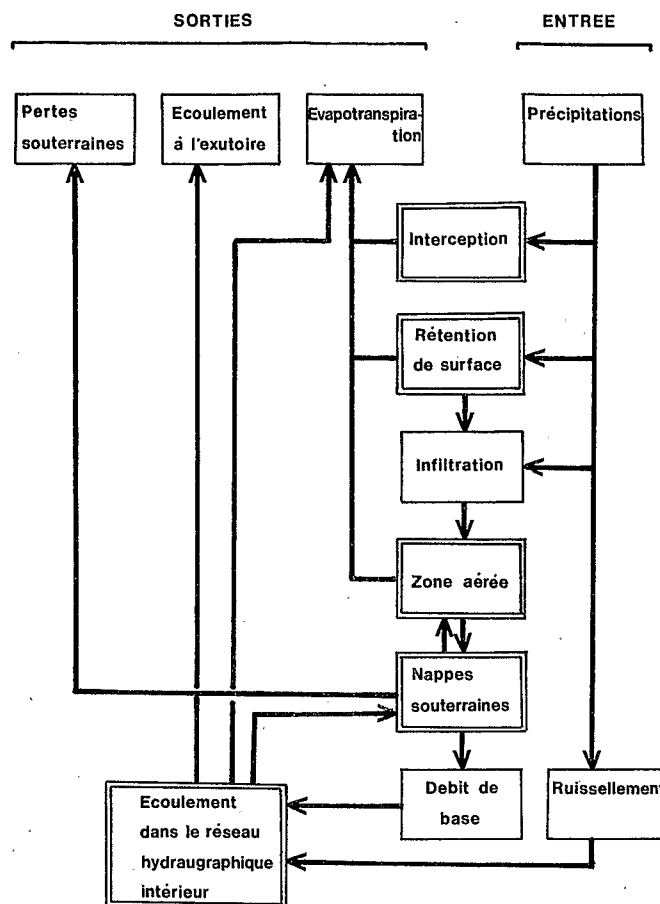 SORTIES
ENTREE
Pertes
souterraines
Ecoulement
á l'exutoire
Evapotranspira-
tion
Précipitations
Interception
Rétention
de surface
Infiltration
Zone aérée
Nappes
souterraines
Debit de
base
Ruissellement
Ecoulement
dans le réseau
hydraugraphique
intérieur